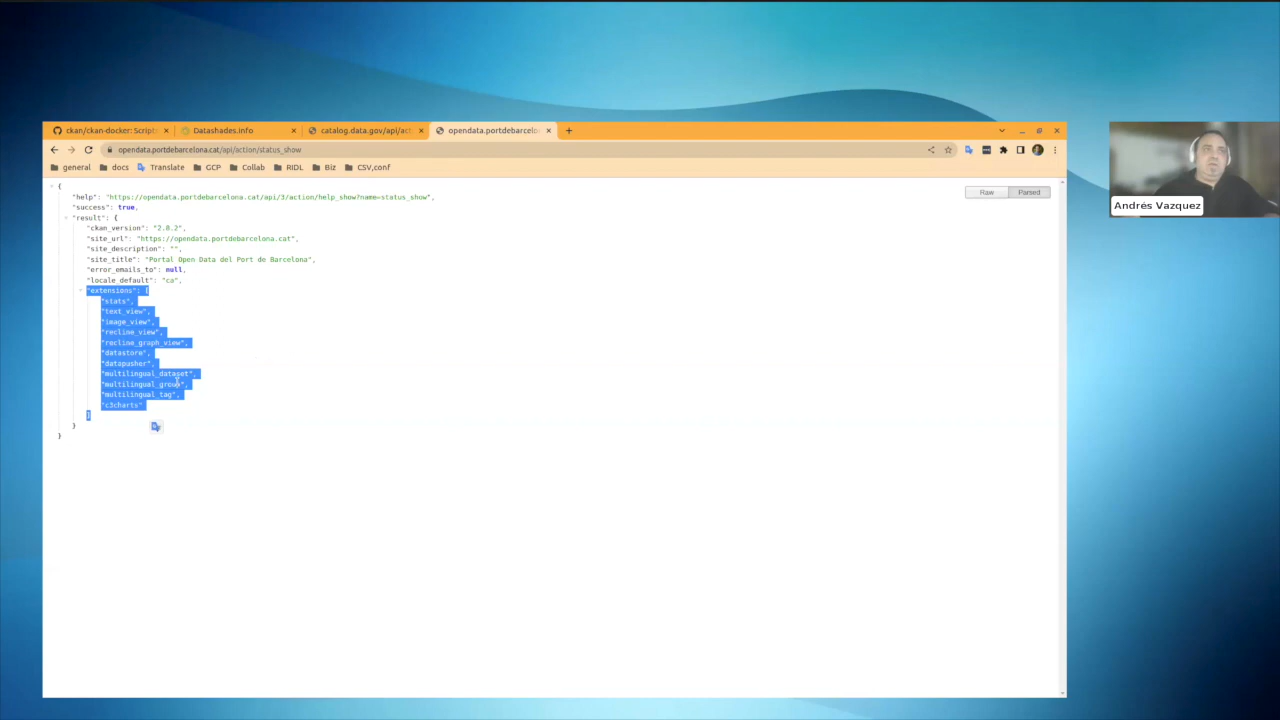 ckan/ckan-docker: Scripts
Datashades.info
catalog.data.gov/api/act
opendata.portdebarcelon
opendata.portdebarcelona.cat/api/action/status_show
general
docs
Translate
GCP
Collab
RIDL
Biz
CSV,conf
Raw
Parsed
{
"help": "https://opendata.portdebarcelona.cat/api/3/action/help_show?name=status_show",
"success": true,
"result": {
"ckan_version": "2.8.2",
"site_url": "https://opendata.portdebarcelona.cat",
"site_description": "",
"site_title": "Portal Open Data del Port de Barcelona",
"error_emails_to": null,
"locale_default": "ca",
"extensions": [
"stats",
"text_view",
"image_view",
"recline_view",
"recline_graph_view",
"datastore",
"datapusher",
"multilingual_dataset",
"multilingual_group",
"multilingual_tag",
"c3charts"
]
}
}
Andrés Vazquez